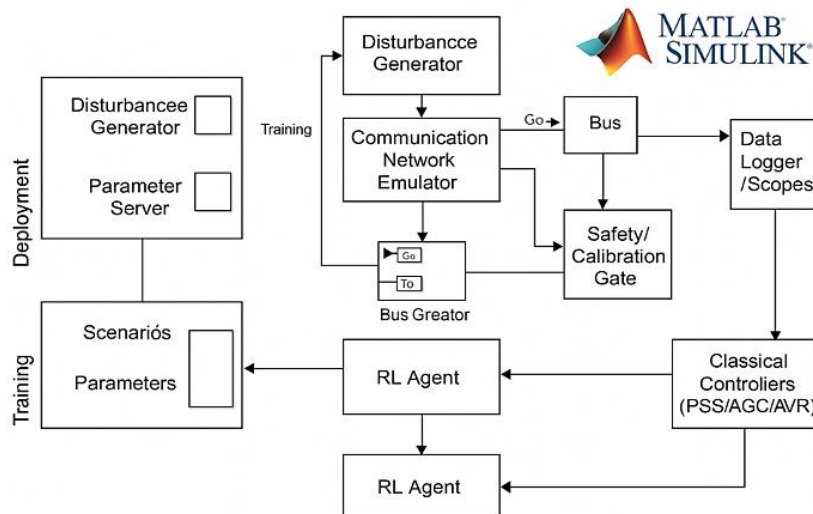 MATLAB®
SIMULINK®
Disturbancce
Generator
Training
Communication
Network
Emulator
Go
Bus
Data
Logger
/Scopes
Safety/
Calibration
Gate
Go
To
Bus Greator
Deployment
Disturbancee
Generator
Parameter
Server
Training
Scenariós
Parameters
RL Agent
Classical
Controliers
(PSS/AGC/AVR)
RL Agent